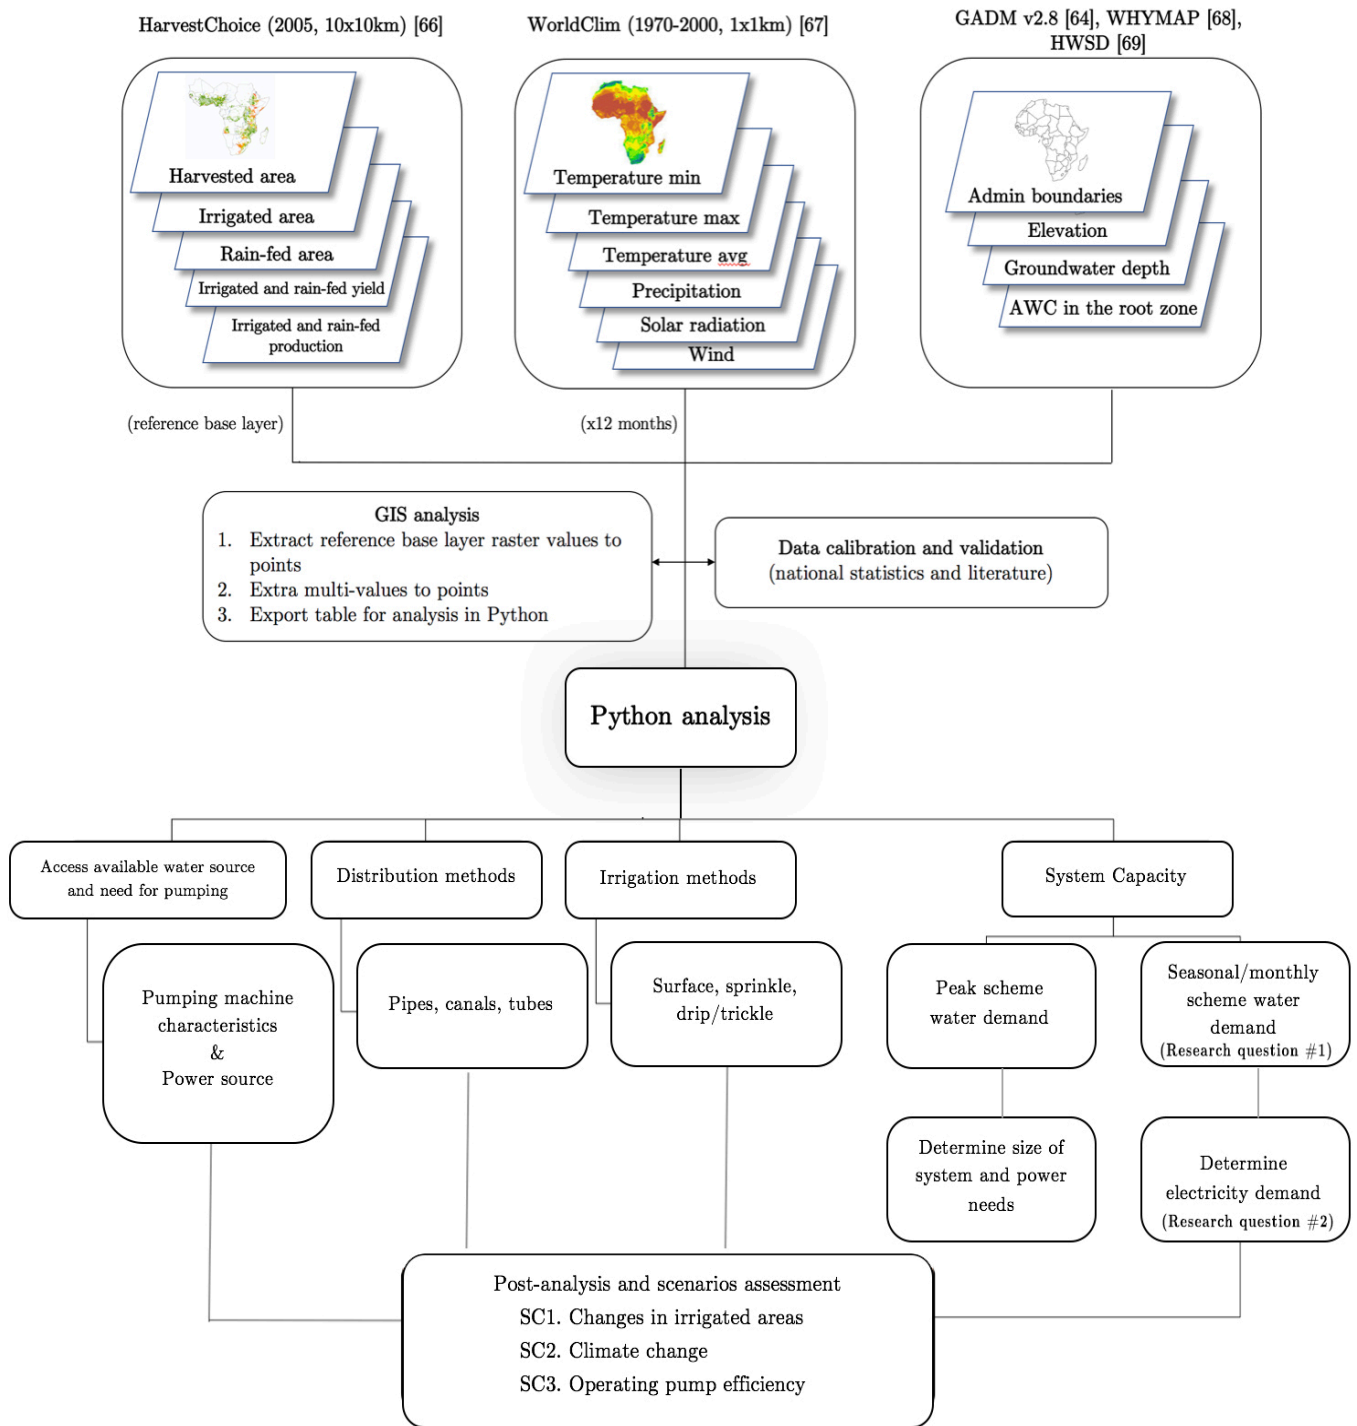 HarvestChoice (2005, 10x10km) [66]
WorldClim (1970-2000, 1x1km) [67]
GADM v2.8 [64], WHYMAP [68],
HWSD [69]
Harvested area
Irrigated area
Rain-fed area
Irrigated and rain-fed yield
Irrigated and rain-fed
production
Temperature min
Temperature max
Temperature avg
Precipitation
Solar radiation
Wind
Admin boundaries
Elevation
Groundwater depth
AWC in the root zone
(reference base layer)
(x12 months)
GIS analysis
1. Extract reference base layer raster values to
points
2. Extra multi-values to points
3. Export table for analysis in Python
Data calibration and validation
(national statistics and literature)
Python analysis
Access available water source
and need for pumping
Distribution methods
Irrigation methods
System Capacity
Pumping machine
characteristics
&
Power source
Pipes, canals, tubes
Surface, sprinkle,
drip/trickle
Peak scheme
water demand
Seasonal/monthly
scheme water
demand
(Research question #1)
Determine size of
system and power
needs
Determine
electricity demand
(Research question #2)
Post-analysis and scenarios assessment
SC1. Changes in irrigated areas
SC2. Climate change
SC3. Operating pump efficiency